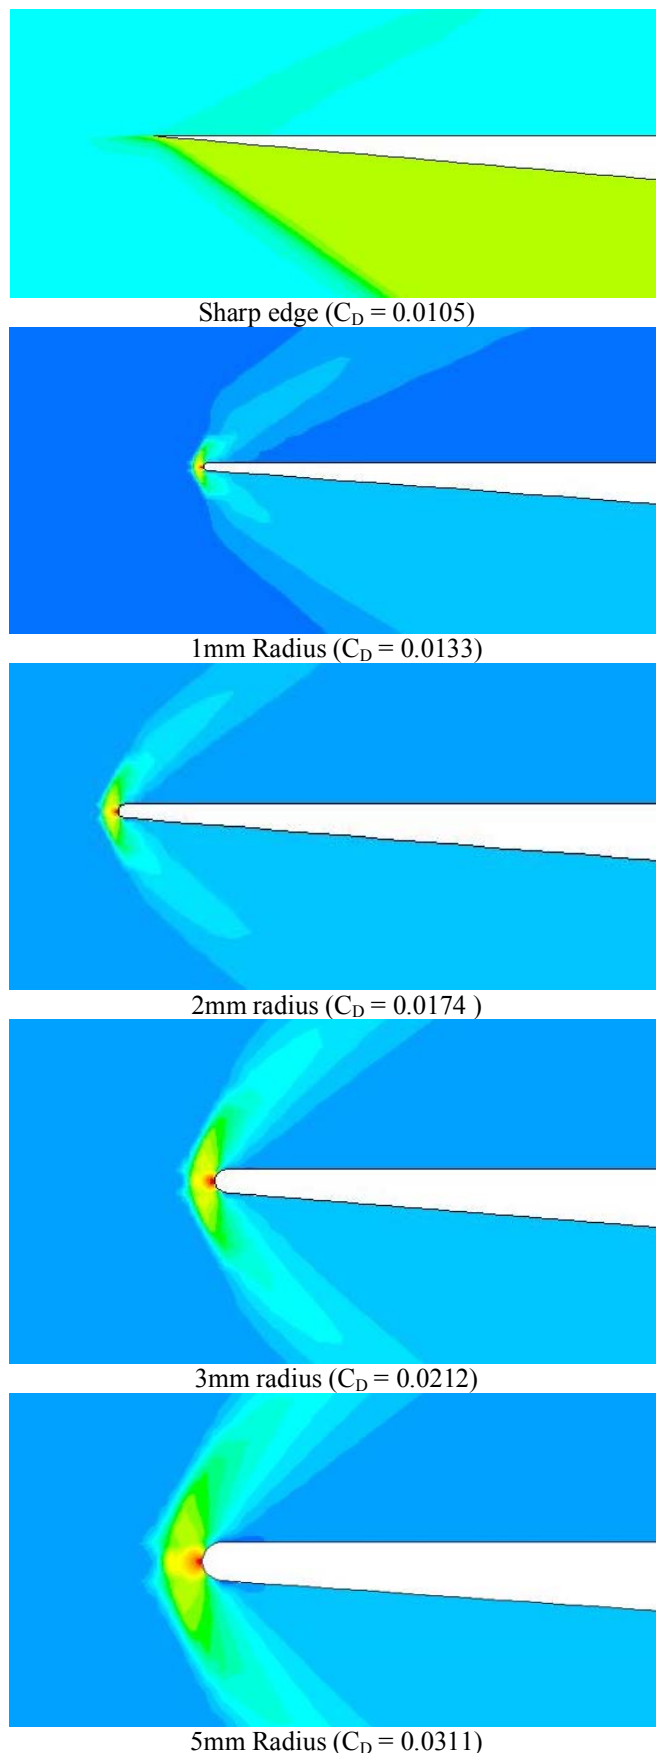 Sharp edge (C_D = 0.0105)
1mm Radius (C_D = 0.0133)
2mm radius (C_D = 0.0174 )
3mm radius (C_D = 0.0212)
5mm Radius (C_D = 0.0311)